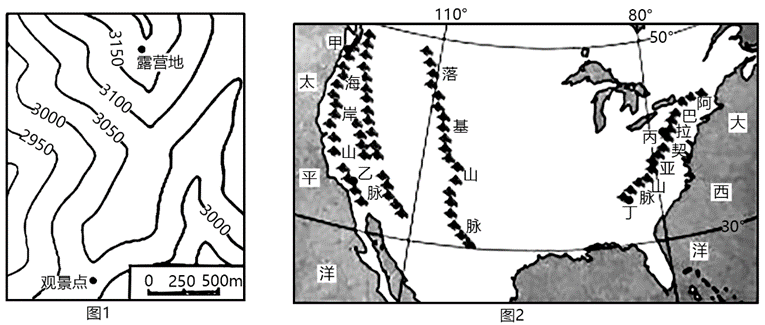 3150
露营地
3100
3050
3000
2950
3000
观景点
0 250 500m
图1
110°
80°
50°
甲
太
平
洋
海
岸
山
脉
乙
落
基
山
脉
阿
巴
拉
契
亚
山
脉
丙
丁
大
西
洋
30°
图2